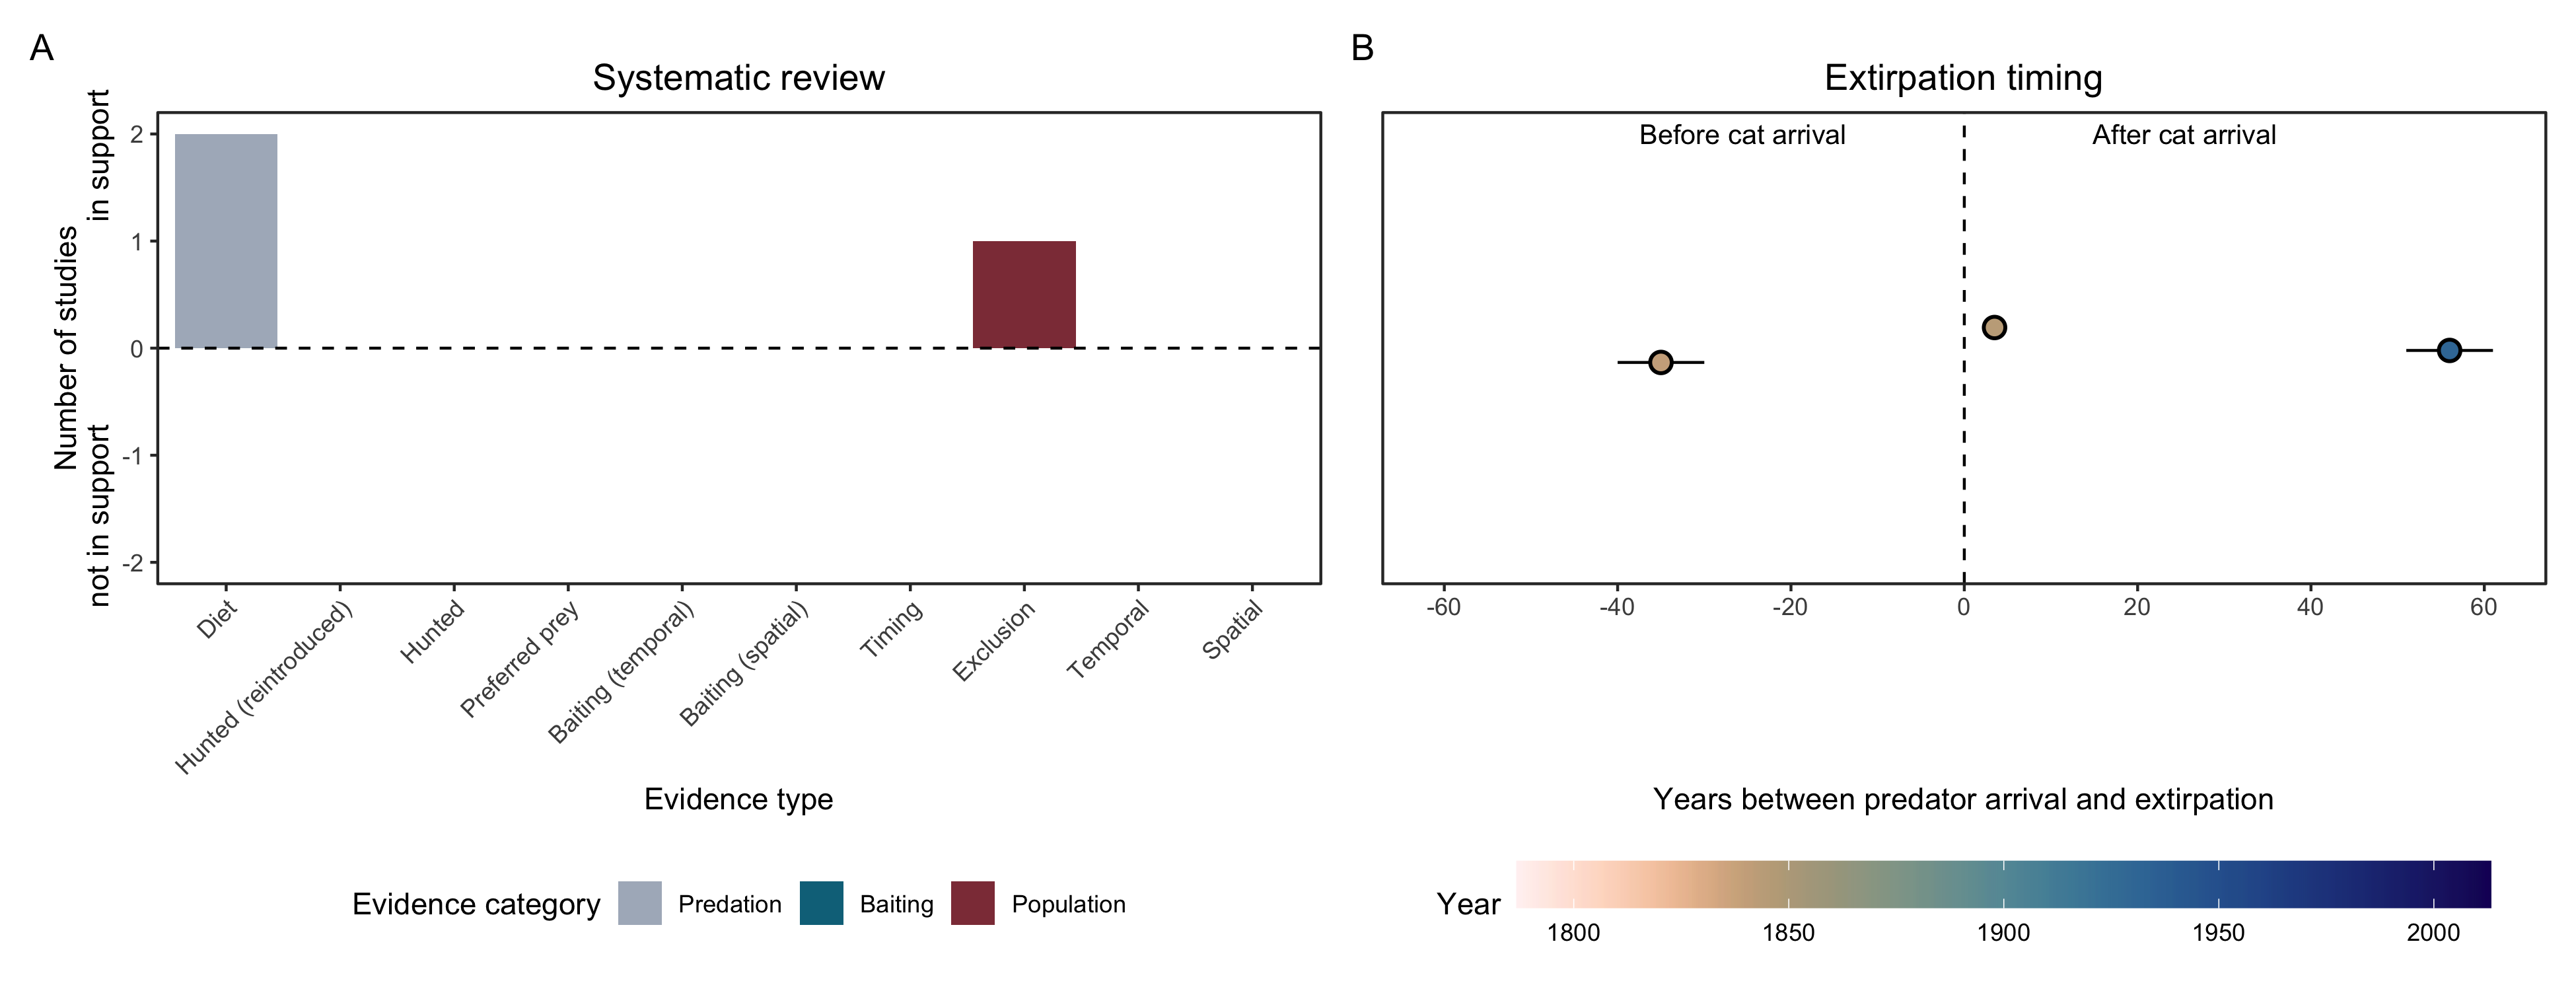 A
Systematic review
Number of studies
in support
not in support
2
1
0
-1
-2
Diet
Hunted (reintroduced)
Hunted
Preferred prey
Baiting (temporal)
Baiting (spatial)
Timing
Exclusion
Temporal
Spatial
Evidence type
Evidence category
Predation
Baiting
Population
B
Extirpation timing
Before cat arrival
After cat arrival
-60
-40
-20
0
20
40
60
Years between predator arrival and extirpation
Year
1800
1850
1900
1950
2000